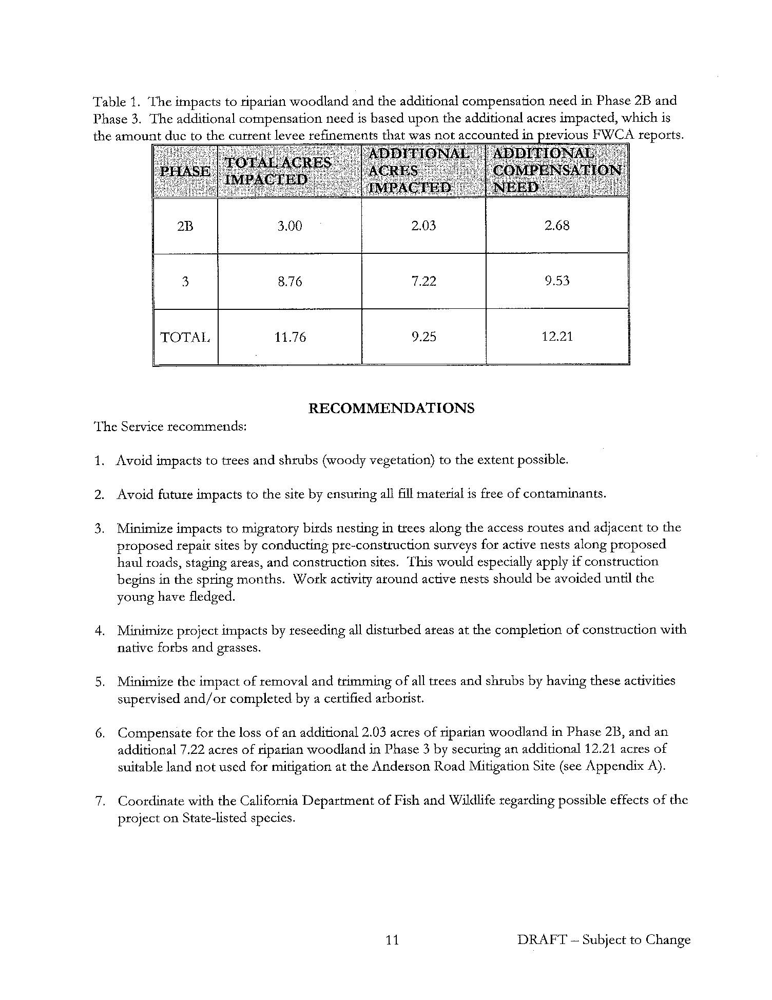 Table 1. The impacts to riparian woodland and the additional compensation need in Phase 2B and
Phase 3. The additional compensation need is based upon the additional acres impacted, which is
the amount due to the current levee refinements that was not accounted in previous FWCA reports.
PHASE TOTAL ACRES IMPACTED ADDITIONAL ACRES IMPACTED ADDITIONAL COMPENSATION NEED
2B 3.00 2.03 2.68
3 8.76 7.22 9.53
TOTAL 11.76 9.25 12.21
RECOMMENDATIONS
The Service recommends:
1. Avoid impacts to trees and shrubs (woody vegetation) to the extent possible.
2. Avoid future impacts to the site by ensuring all fill material is free of contaminants.
3. Minimize impacts to migratory birds nesting in trees along the access routes and adjacent to the
proposed repair sites by conducting pre-construction surveys for active nests along proposed
haul roads, staging areas, and construction sites. This would especially apply if construction
begins in the spring months. Work activity around active nests should be avoided until the
young have fledged.
4. Minimize project impacts by reseeding all disturbed areas at the completion of construction with
native forbs and grasses.
5. Minimize the impact of removal and trimming of all trees and shrubs by having these activities
supervised and/or completed by a certified arborist.
6. Compensate for the loss of an additional 2.03 acres of riparian woodland in Phase 2B, and an
additional 7.22 acres of riparian woodland in Phase 3 by securing an additional 12.21 acres of
suitable land not used for mitigation at the Anderson Road Mitigation Site (see Appendix A).
7. Coordinate with the California Department of Fish and Wildlife regarding possible effects of the
project on State-listed species.
11 DRAFT – Subject to Change